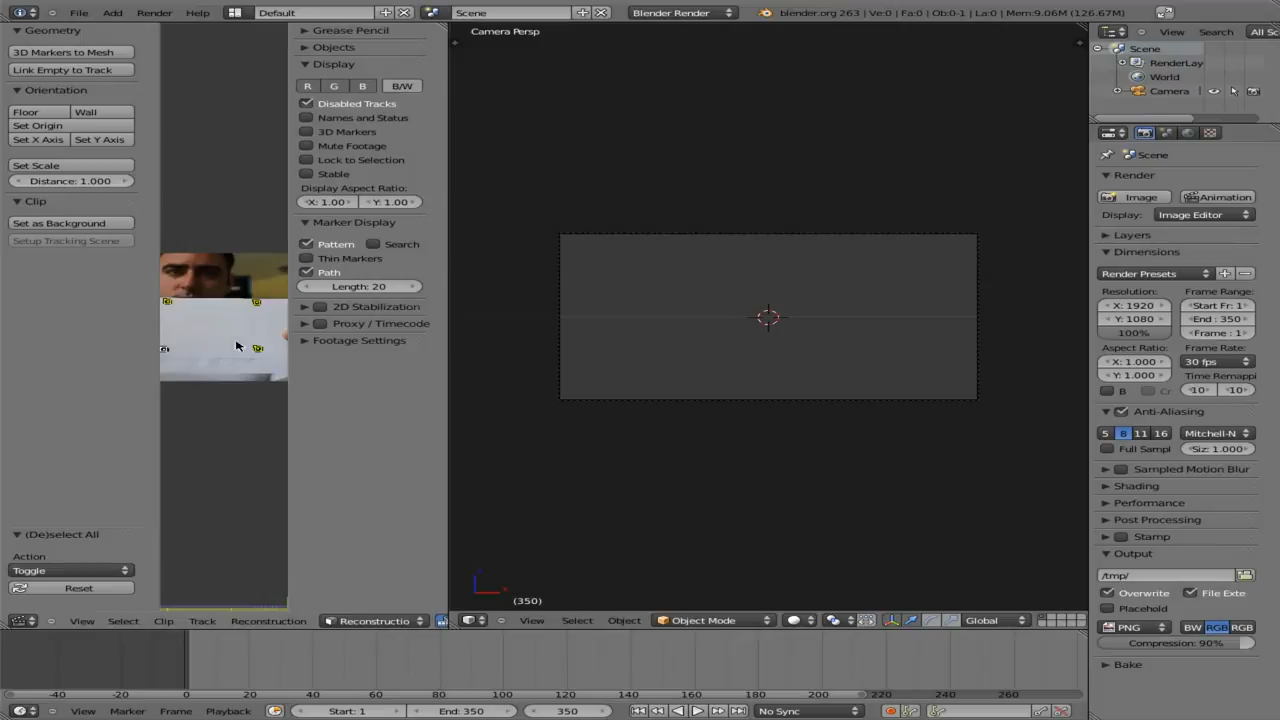 File Add Render Help Default Scene Blender Render blender.org 263 | Ve:0 | Fa:0 | Ob:0-1 | La:0 | Mem:9.06M (126.67M)
Geometry
3D Markers to Mesh
Link Empty to Track
Orientation
Floor Wall
Set Origin
Set X Axis Set Y Axis
Set Scale
Distance: 1.000
Clip
Set as Background
Setup Tracking Scene
(De)select All
Action
Toggle
Reset
Grease Pencil
Objects
Display
R G B B/W
Disabled Tracks
Names and Status
3D Markers
Mute Footage
Lock to Selection
Stable
Display Aspect Ratio:
X: 1.00 Y: 1.00
Marker Display
Pattern Search
Thin Markers
Path
Length: 20
2D Stabilization
Proxy / Timecode
Footage Settings
Camera Persp
(350)
View Search All Sc
Scene
RenderLay
World
Camera
Scene
Render
Image Animation
Display: Image Editor
Layers
Dimensions
Render Presets
Resolution: Frame Range:
X: 1920 Start Fr: 1
Y: 1080 End : 350
100% Frame : 1
Aspect Ratio: Frame Rate:
X: 1.000 30 fps
Y: 1.000 Time Remappi
B Cr 10 10
Anti-Aliasing
5 8 11 16 Mitchell-N
Full Sampl Siz: 1.000
Sampled Motion Blur
Shading
Performance
Post Processing
Stamp
Output
/tmp/
Overwrite File Exte
Placehold
PNG BW RGB RGB
Compression: 90%
Bake
View Select Clip Track Reconstruction Reconstructio
View Select Object Object Mode Global
-40 -20 0 20 40 60 80 100 120 140 160 180 200 220 240 260
View Marker Frame Playback Start: 1 End: 350 350 No Sync